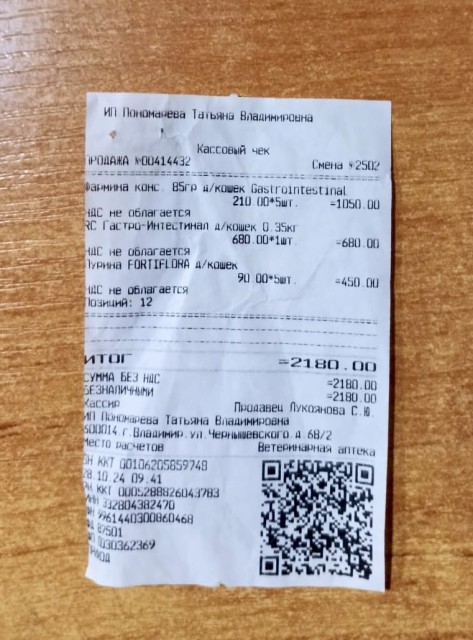 ИП Пономарева Татьяна Владимировна
Кассовый чек
ПРОДАЖА №00414432 Смена №2502
Фармина конс. 85гр д/кошек Gastrointestinal
210.00*5шт. =1050.00
НДС не облагается
RC Гастро-Интестинал д/кошек 0.35кг
680.00*1шт. =680.00
НДС не облагается
Пурина FORTIFLORA д/кошек
90.00*5шт. =450.00
НДС не облагается
Позиций: 12
ИТОГ =2180.00
СУММА БЕЗ НДС =2180.00
БЕЗНАЛИЧНЫМИ =2180.00
Кассир Продавец Лукоянова С.Ю.
ИП Пономарева Татьяна Владимировна
600014,г.Владимир,ул.Чернышевского,д.68/2
Место расчетов Ветеринарная аптека
ЗН ККТ 00106205859748
28.10.24 09:41
РН ККТ 0005288826043783
ИНН 332804382470
ФН 9961440300860468
ФД 82501
ФП 1030362369
ПРИХОД